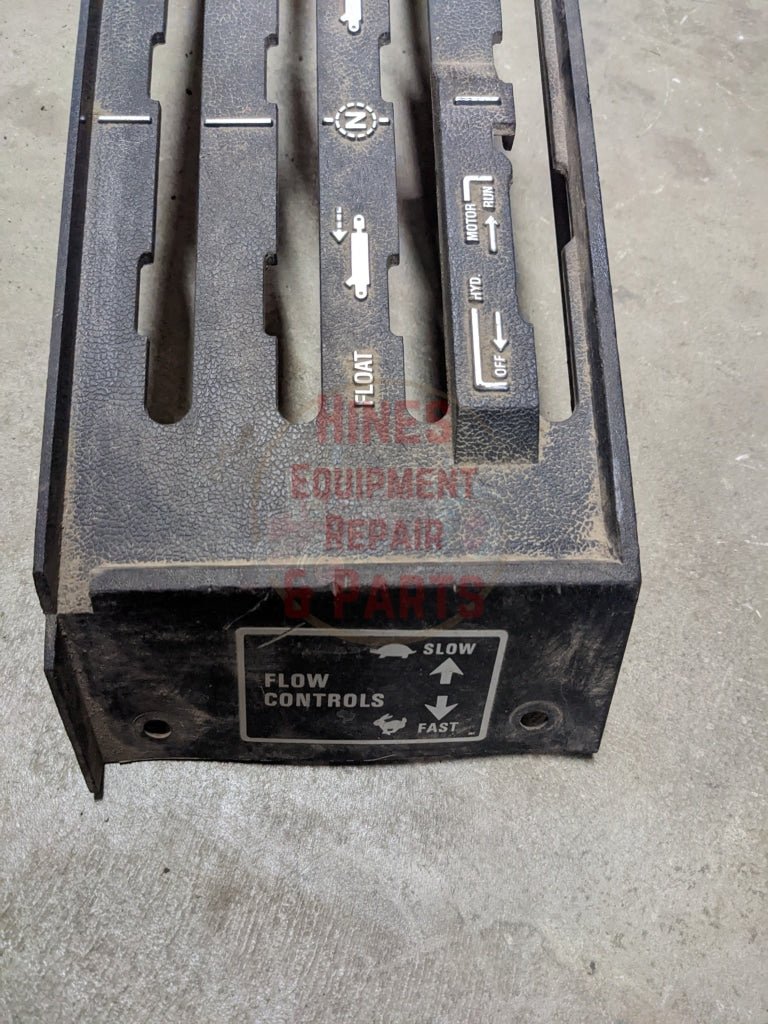 N
MOTOR
RUN
HYD.
OFF
FLOAT
HINES
EQUIPMENT
REPAIR
& PARTS
FLOW
CONTROLS
SLOW
FAST